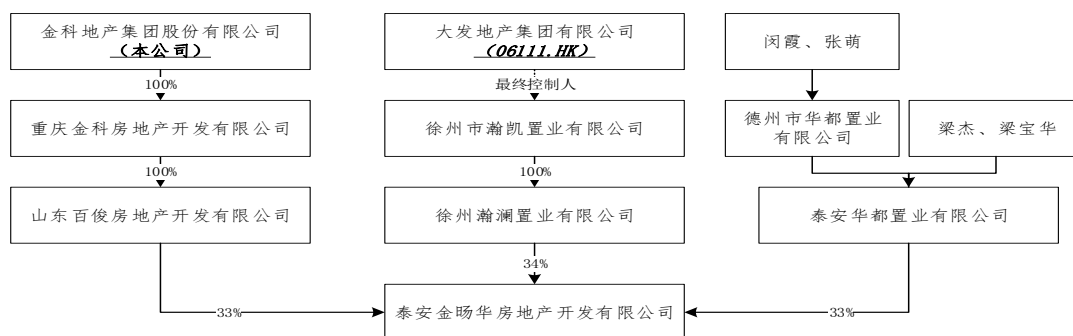 金科地产集团股份有限公司
（本公司）
大发地产集团有限公司
（06111.HK）
闵霞、张萌
100%
最终控制人
重庆金科房地产开发有限公司
徐州市瀚凯置业有限公司
德州市华都置业
有限公司
梁杰、梁宝华
100%
100%
山东百俊房地产开发有限公司
徐州瀚澜置业有限公司
泰安华都置业有限公司
34%
33%
泰安金旸华房地产开发有限公司
33%